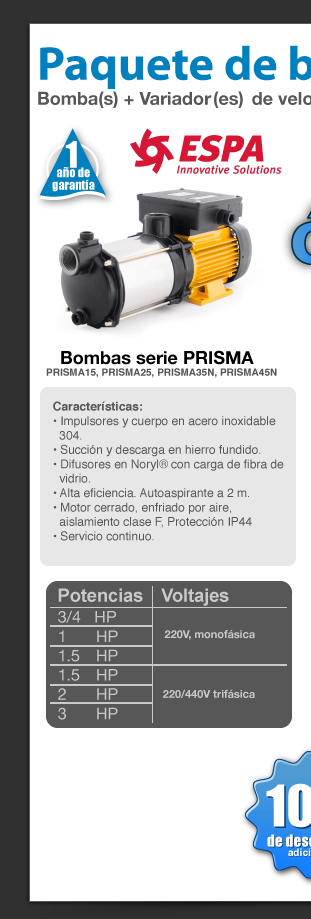 Paquete de b
Bomba(s) + Variador(es) de velo
1
año de
garantía
ESPA
Innovative Solutions
Bombas serie PRISMA
PRISMA15, PRISMA25, PRISMA35N, PRISMA45N
Características:
• Impulsores y cuerpo en acero inoxidable
304.
• Succión y descarga en hierro fundido.
• Difusores en Noryl® con carga de fibra de
vidrio.
• Alta eficiencia. Autoaspirante a 2 m.
• Motor cerrado, enfriado por aire,
aislamiento clase F, Protección IP44
• Servicio continuo.
Potencias Voltajes
3/4 HP
1 HP
220V, monofásica
1.5 HP
1.5 HP
2 HP
220/440V trifásica
3 HP
10
de desc
adici